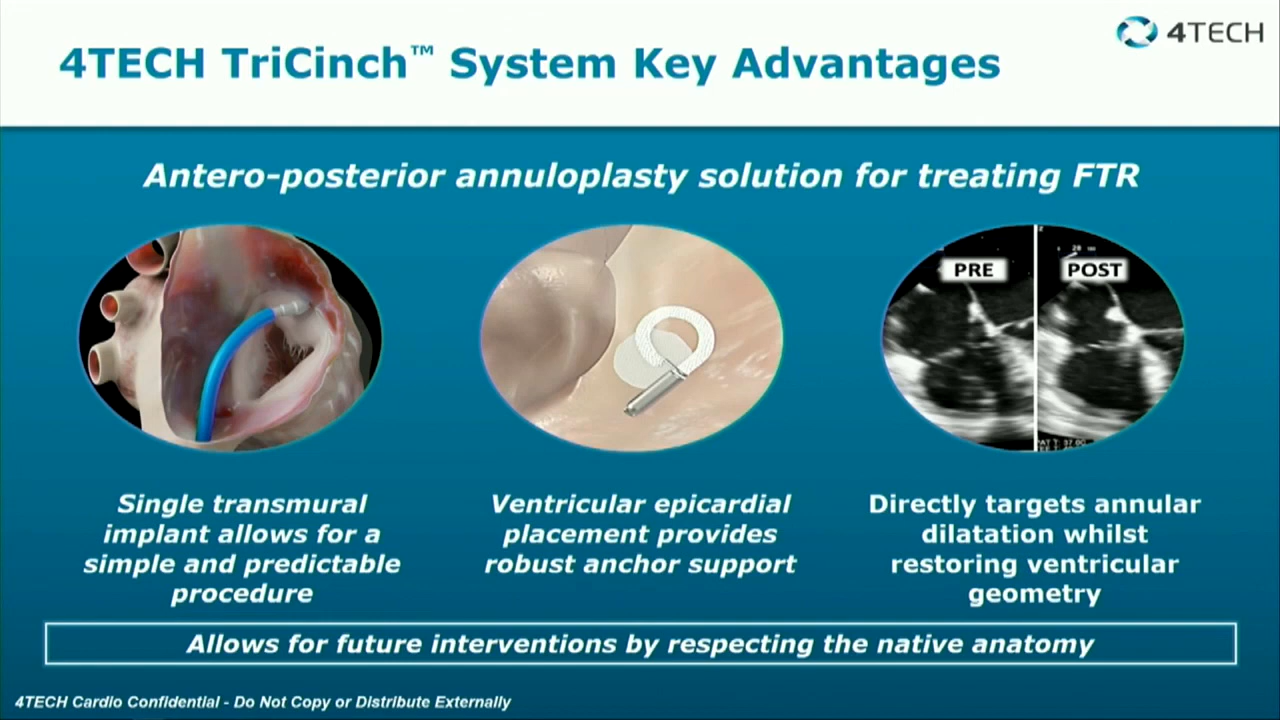 4TECH
4TECH TriCinch™ System Key Advantages
Antero-posterior annuloplasty solution for treating FTR
PRE
POST
28
Single transmural
implant allows for a
simple and predictable
procedure
Ventricular epicardial
placement provides
robust anchor support
Directly targets annular
dilatation whilst
restoring ventricular
geometry
Allows for future interventions by respecting the native anatomy
4TECH Cardio Confidential - Do Not Copy or Distribute Externally